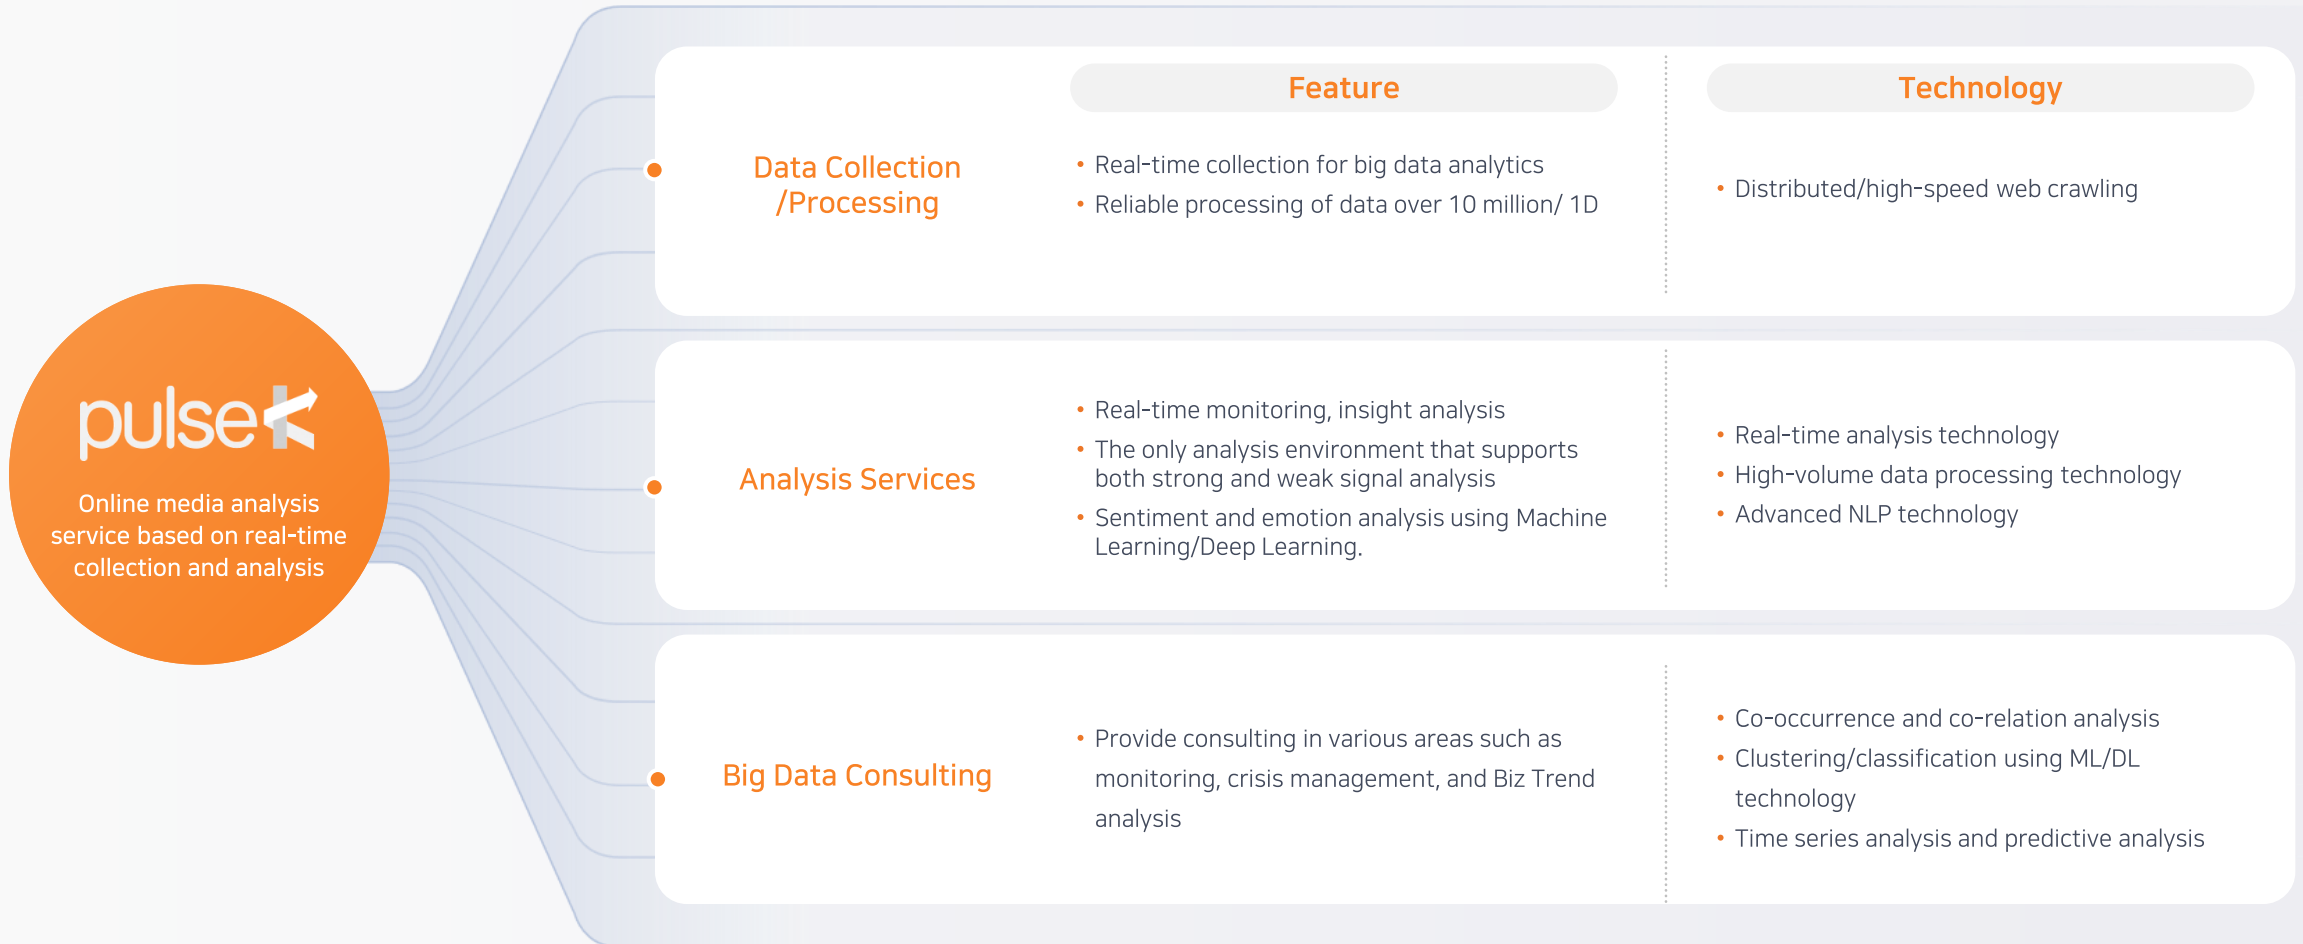 pulseK
Online media analysis
service based on real-time
collection and analysis
Feature
Technology
Data Collection
/Processing
• Real-time collection for big data analytics
• Reliable processing of data over 10 million/ 1D
• Distributed/high-speed web crawling
Analysis Services
• Real-time monitoring, insight analysis
• The only analysis environment that supports
both strong and weak signal analysis
• Sentiment and emotion analysis using Machine
Learning/Deep Learning.
• Real-time analysis technology
• High-volume data processing technology
• Advanced NLP technology
Big Data Consulting
• Provide consulting in various areas such as
monitoring, crisis management, and Biz Trend
analysis
• Co-occurrence and co-relation analysis
• Clustering/classification using ML/DL
technology
• Time series analysis and predictive analysis